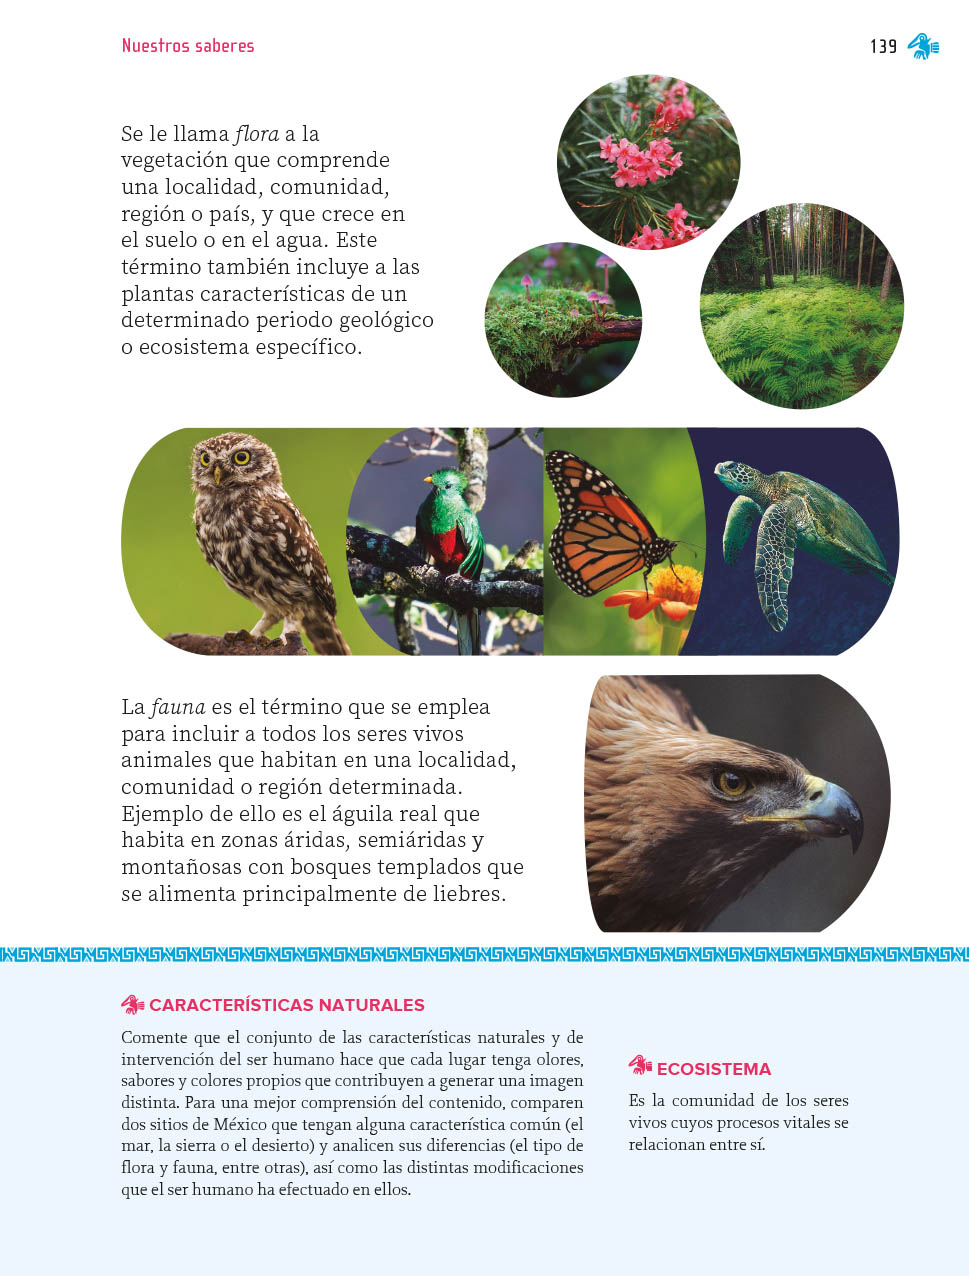 Nuestros saberes
139
Se le llama flora a la
vegetación que comprende
una localidad, comunidad,
región o país, y que crece en
el suelo o en el agua. Este
término también incluye a las
plantas características de un
determinado periodo geológico
o ecosistema específico.
La fauna es el término que se emplea
para incluir a todos los seres vivos
animales que habitan en una localidad,
comunidad o región determinada.
Ejemplo de ello es el águila real que
habita en zonas áridas, semiáridas y
montañosas con bosques templados que
se alimenta principalmente de liebres.
CARACTERÍSTICAS NATURALES
Comente que el conjunto de las características naturales y de
intervención del ser humano hace que cada lugar tenga olores,
sabores y colores propios que contribuyen a generar una imagen
distinta. Para una mejor comprensión del contenido, comparen
dos sitios de México que tengan alguna característica común (el
mar, la sierra o el desierto) y analicen sus diferencias (el tipo de
flora y fauna, entre otras), así como las distintas modificaciones
que el ser humano ha efectuado en ellos.
ECOSISTEMA
Es la comunidad de los seres
vivos cuyos procesos vitales se
relacionan entre sí.